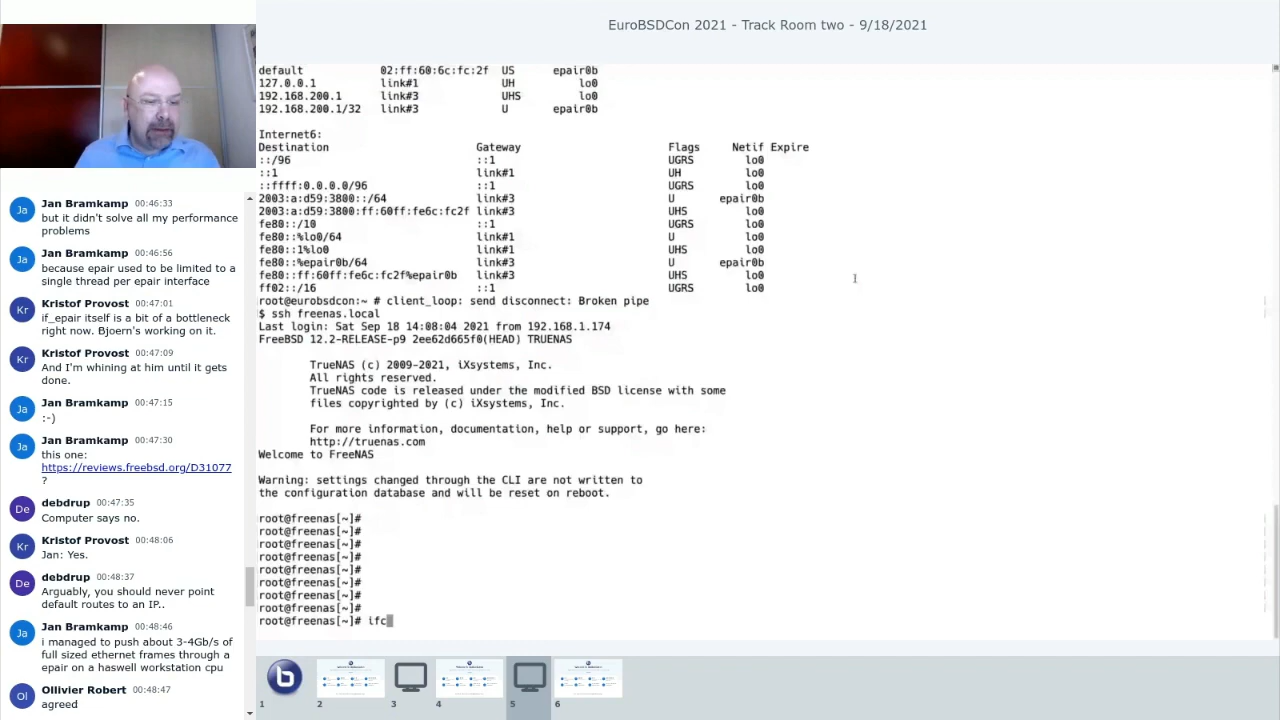 EuroBSDCon 2021 - Track Room two - 9/18/2021
Ja
Jan Bramkamp 00:46:33
but it didn't solve all my performance
problems
Ja
Jan Bramkamp 00:46:56
because epair used to be limited to a
single thread per epair interface
Kr
Kristof Provost 00:47:01
if_epair itself is a bit of a bottleneck
right now. Bjoern's working on it.
Kr
Kristof Provost 00:47:09
And I'm whining at him until it gets
done.
Ja
Jan Bramkamp 00:47:15
:-)
Ja
Jan Bramkamp 00:47:30
this one:
https://reviews.freebsd.org/D31077
?
De
debdrup 00:47:35
Computer says no.
Kr
Kristof Provost 00:48:06
Jan: Yes.
De
debdrup 00:48:37
Arguably, you should never point
default routes to an IP..
Ja
Jan Bramkamp 00:48:46
i managed to push about 3-4Gb/s of
full sized ethernet frames through a
epair on a haswell workstation cpu
Ol
Ollivier Robert 00:48:47
agreed
default 02:ff:60:6c:fc:2f US epair0b
127.0.0.1 link#1 UH lo0
192.168.200.1 link#3 UHS lo0
192.168.200.1/32 link#3 U epair0b
Internet6:
Destination Gateway Flags Netif Expire
::/96 ::1 UGRS lo0
::1 link#1 UH lo0
::ffff:0.0.0.0/96 ::1 UGRS lo0
2003:a:d59:3800::/64 link#3 U epair0b
2003:a:d59:3800:ff:60ff:fe6c:fc2f link#3 UHS lo0
fe80::/10 ::1 UGRS lo0
fe80::%lo0/64 link#1 U lo0
fe80::1%lo0 link#1 UHS lo0
fe80::%epair0b/64 link#3 U epair0b
fe80::ff:60ff:fe6c:fc2f%epair0b link#3 UHS lo0
ff02::/16 ::1 UGRS lo0
root@eurobsdcon:~ # client_loop: send disconnect: Broken pipe
$ ssh freenas.local
Last login: Sat Sep 18 14:08:04 2021 from 192.168.1.174
FreeBSD 12.2-RELEASE-p9 2ee62d665f0(HEAD) TRUENAS
TrueNAS (c) 2009-2021, iXsystems, Inc.
All rights reserved.
TrueNAS code is released under the modified BSD license with some
files copyrighted by (c) iXsystems, Inc.
For more information, documentation, help or support, go here:
http://truenas.com
Welcome to FreeNAS
Warning: settings changed through the CLI are not written to
the configuration database and will be reset on reboot.
root@freenas[~]#
root@freenas[~]#
root@freenas[~]#
root@freenas[~]#
root@freenas[~]#
root@freenas[~]#
root@freenas[~]#
root@freenas[~]#
root@freenas[~]# ifc
b
1
2
3
4
5
6